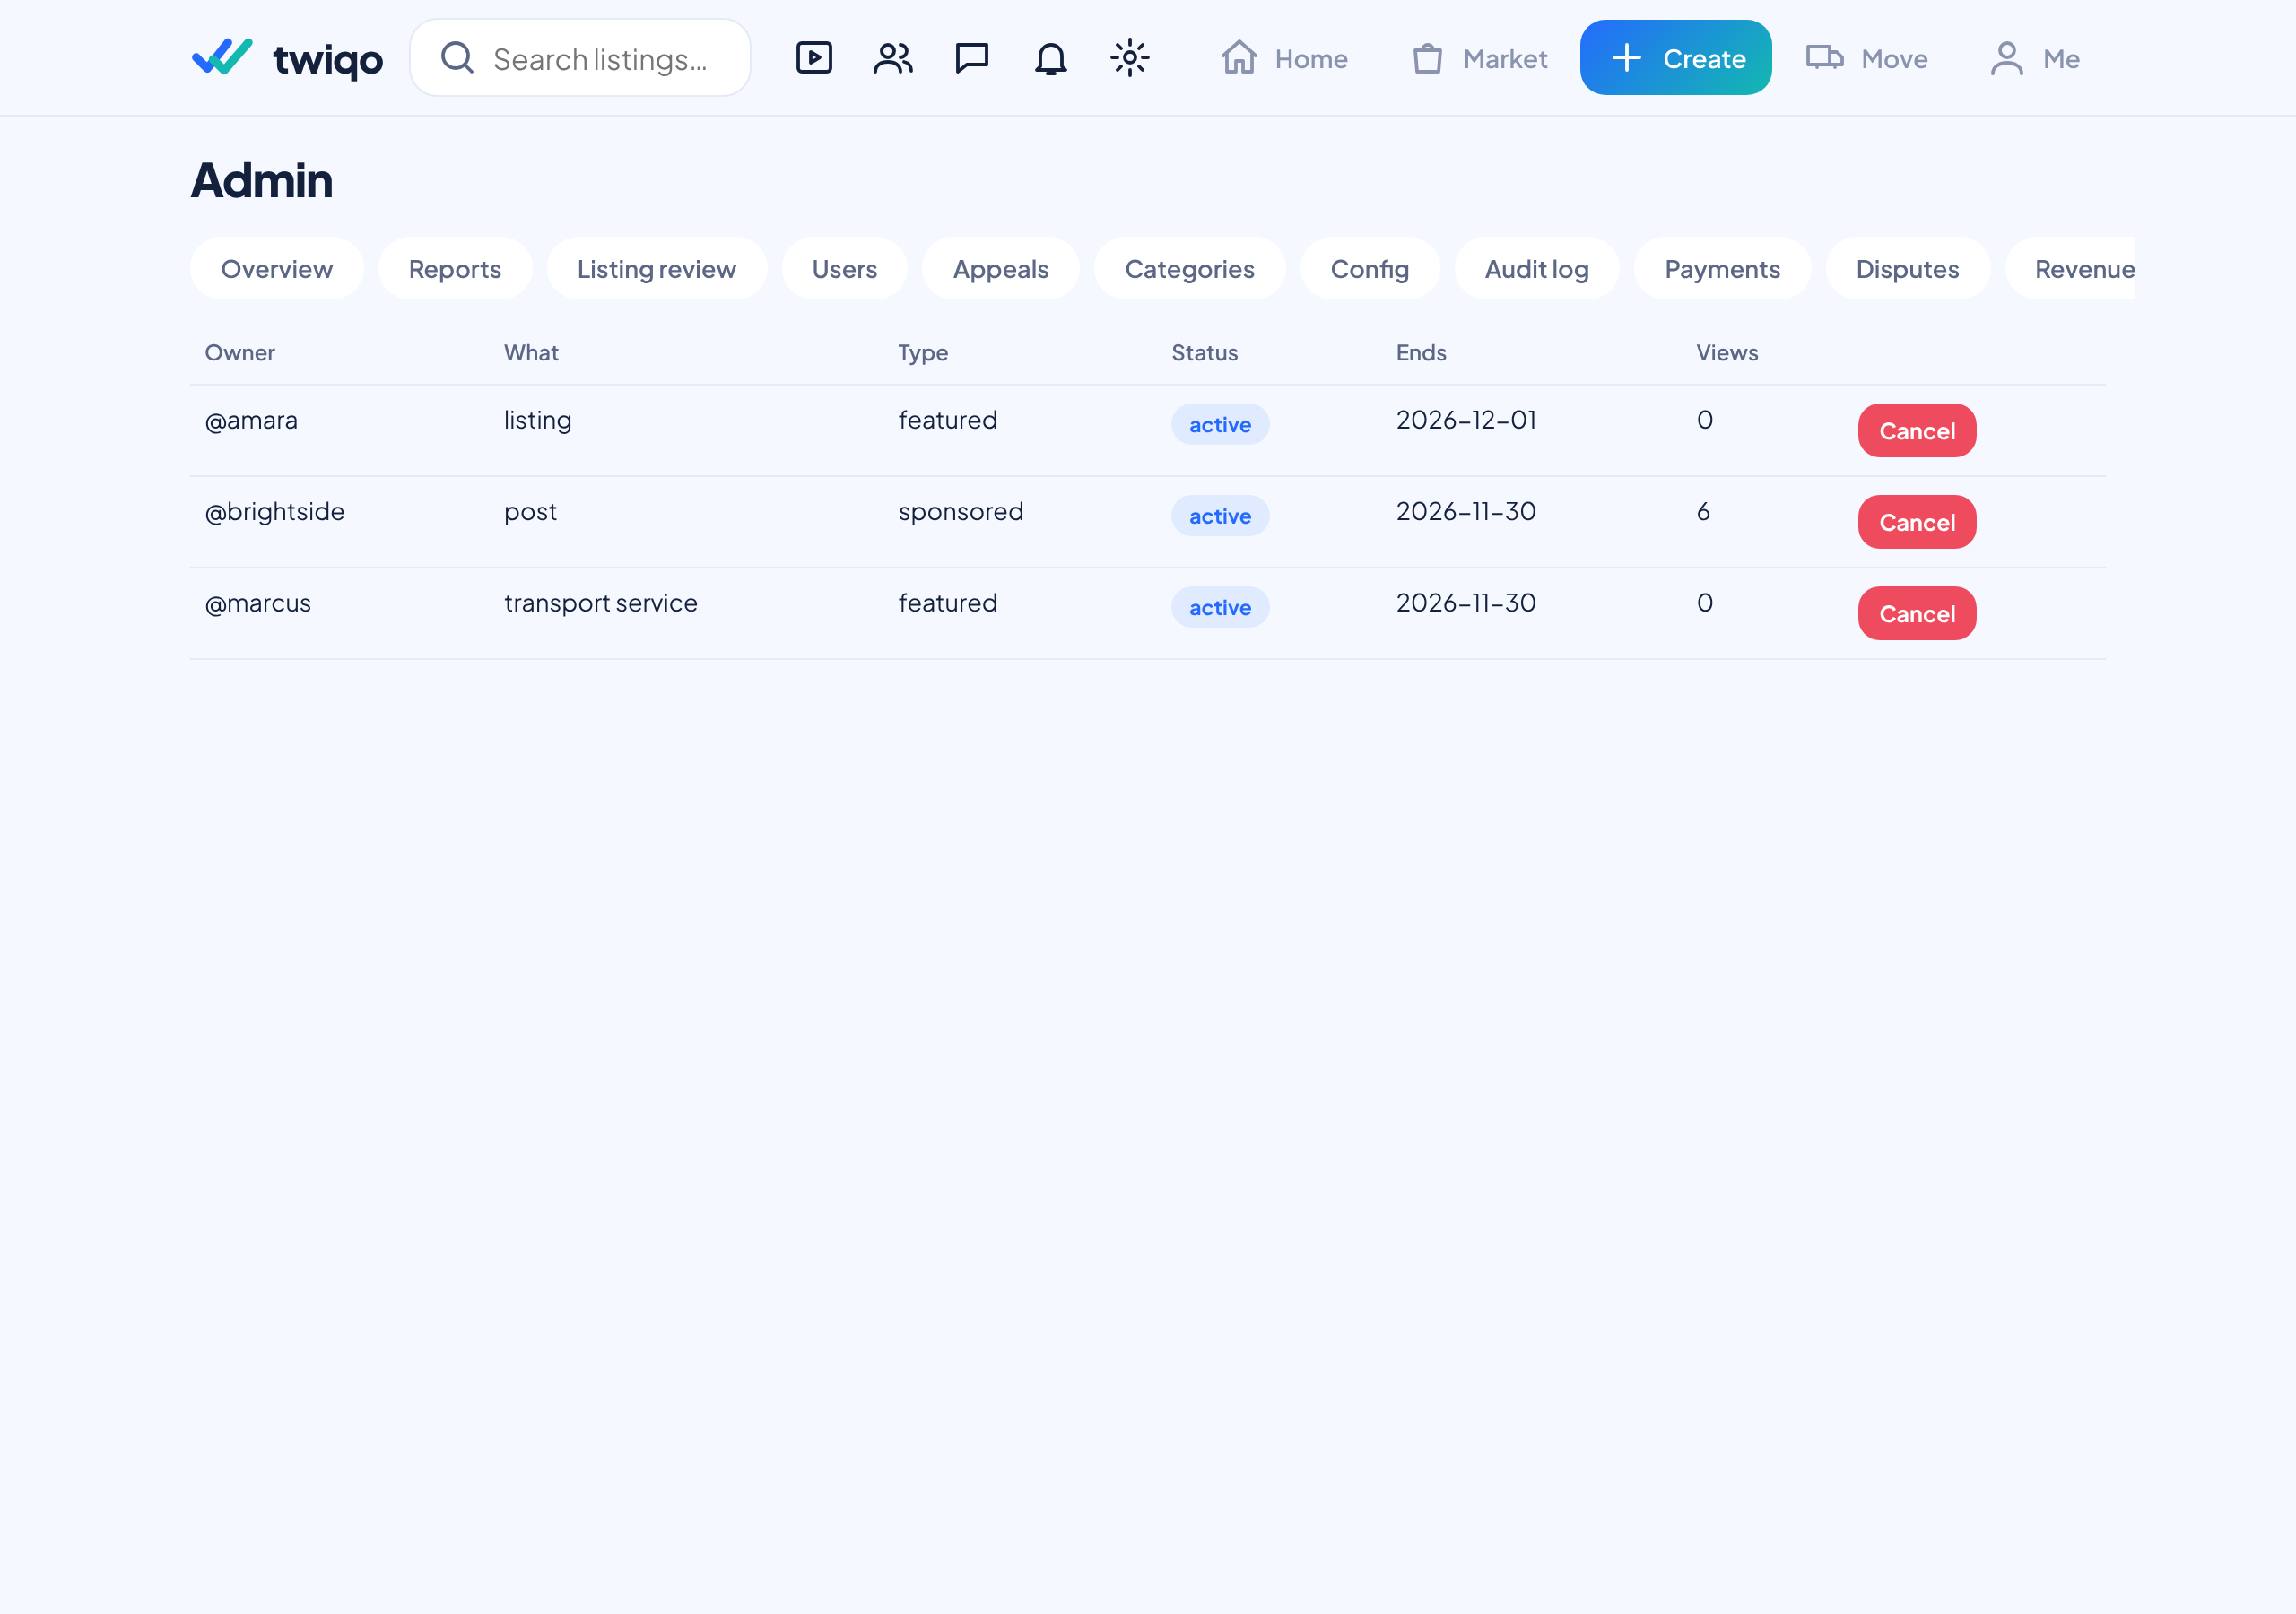 twiqo Search listings... Home Market Create Move Me
Admin
Overview Reports Listing review Users Appeals Categories Config Audit log Payments Disputes Revenue
Owner What Type Status Ends Views
@amara listing featured active 2026-12-01 0 Cancel
@brightside post sponsored active 2026-11-30 6 Cancel
@marcus transport service featured active 2026-11-30 0 Cancel